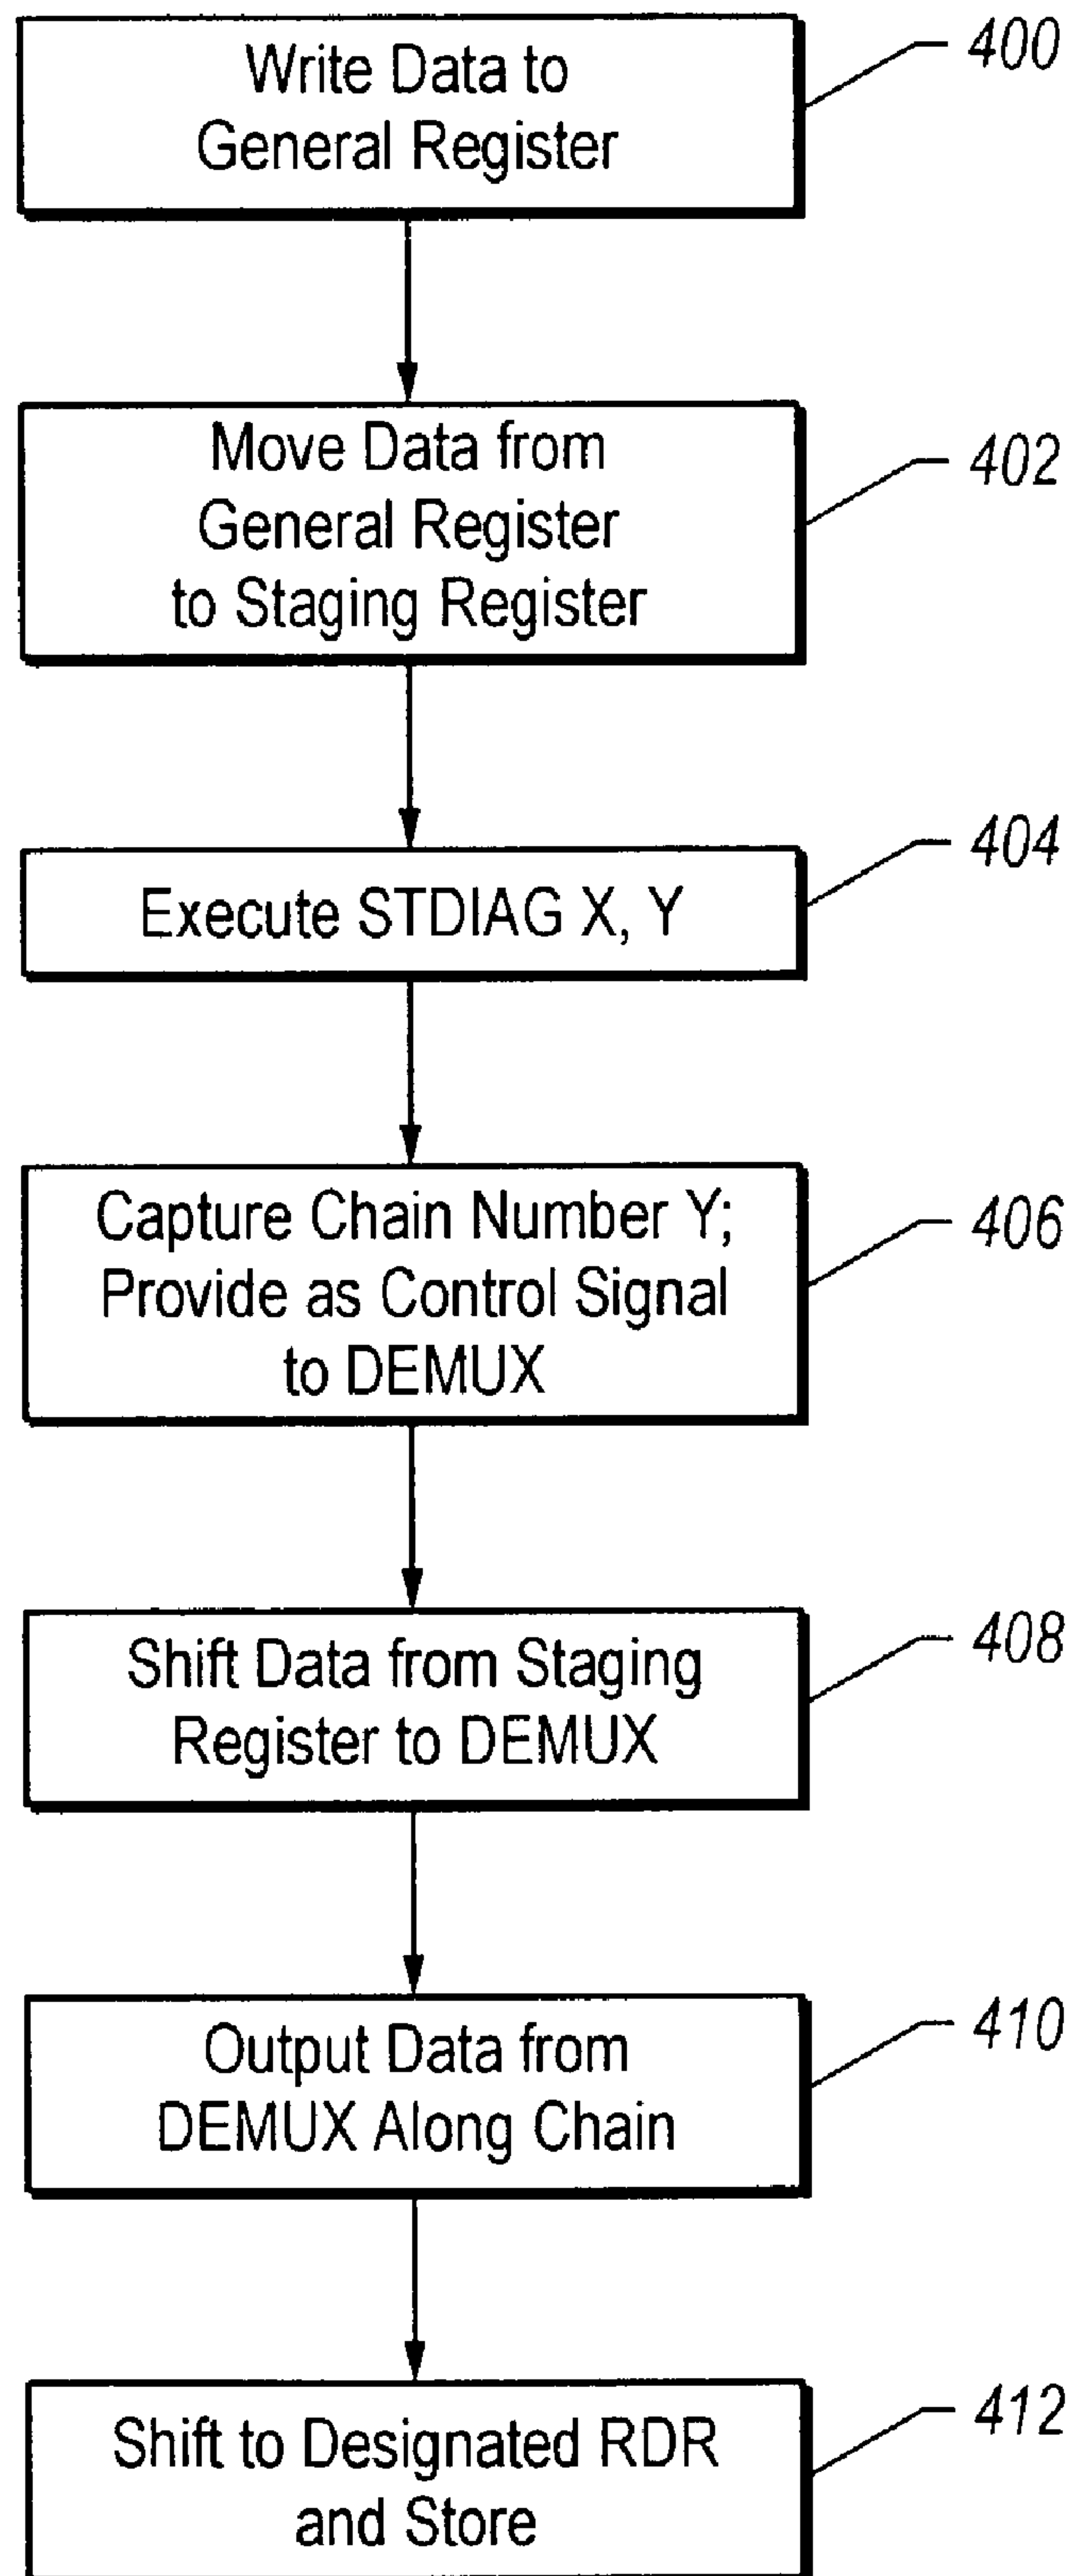 Write Data to
General Register
400
Move Data from
General Register
to Staging Register
402
Execute STDIAG X, Y
404
Capture Chain Number Y;
Provide as Control Signal
to DEMUX
406
Shift Data from Staging
Register to DEMUX
408
Output Data from
DEMUX Along Chain
410
Shift to Designated RDR
and Store
412